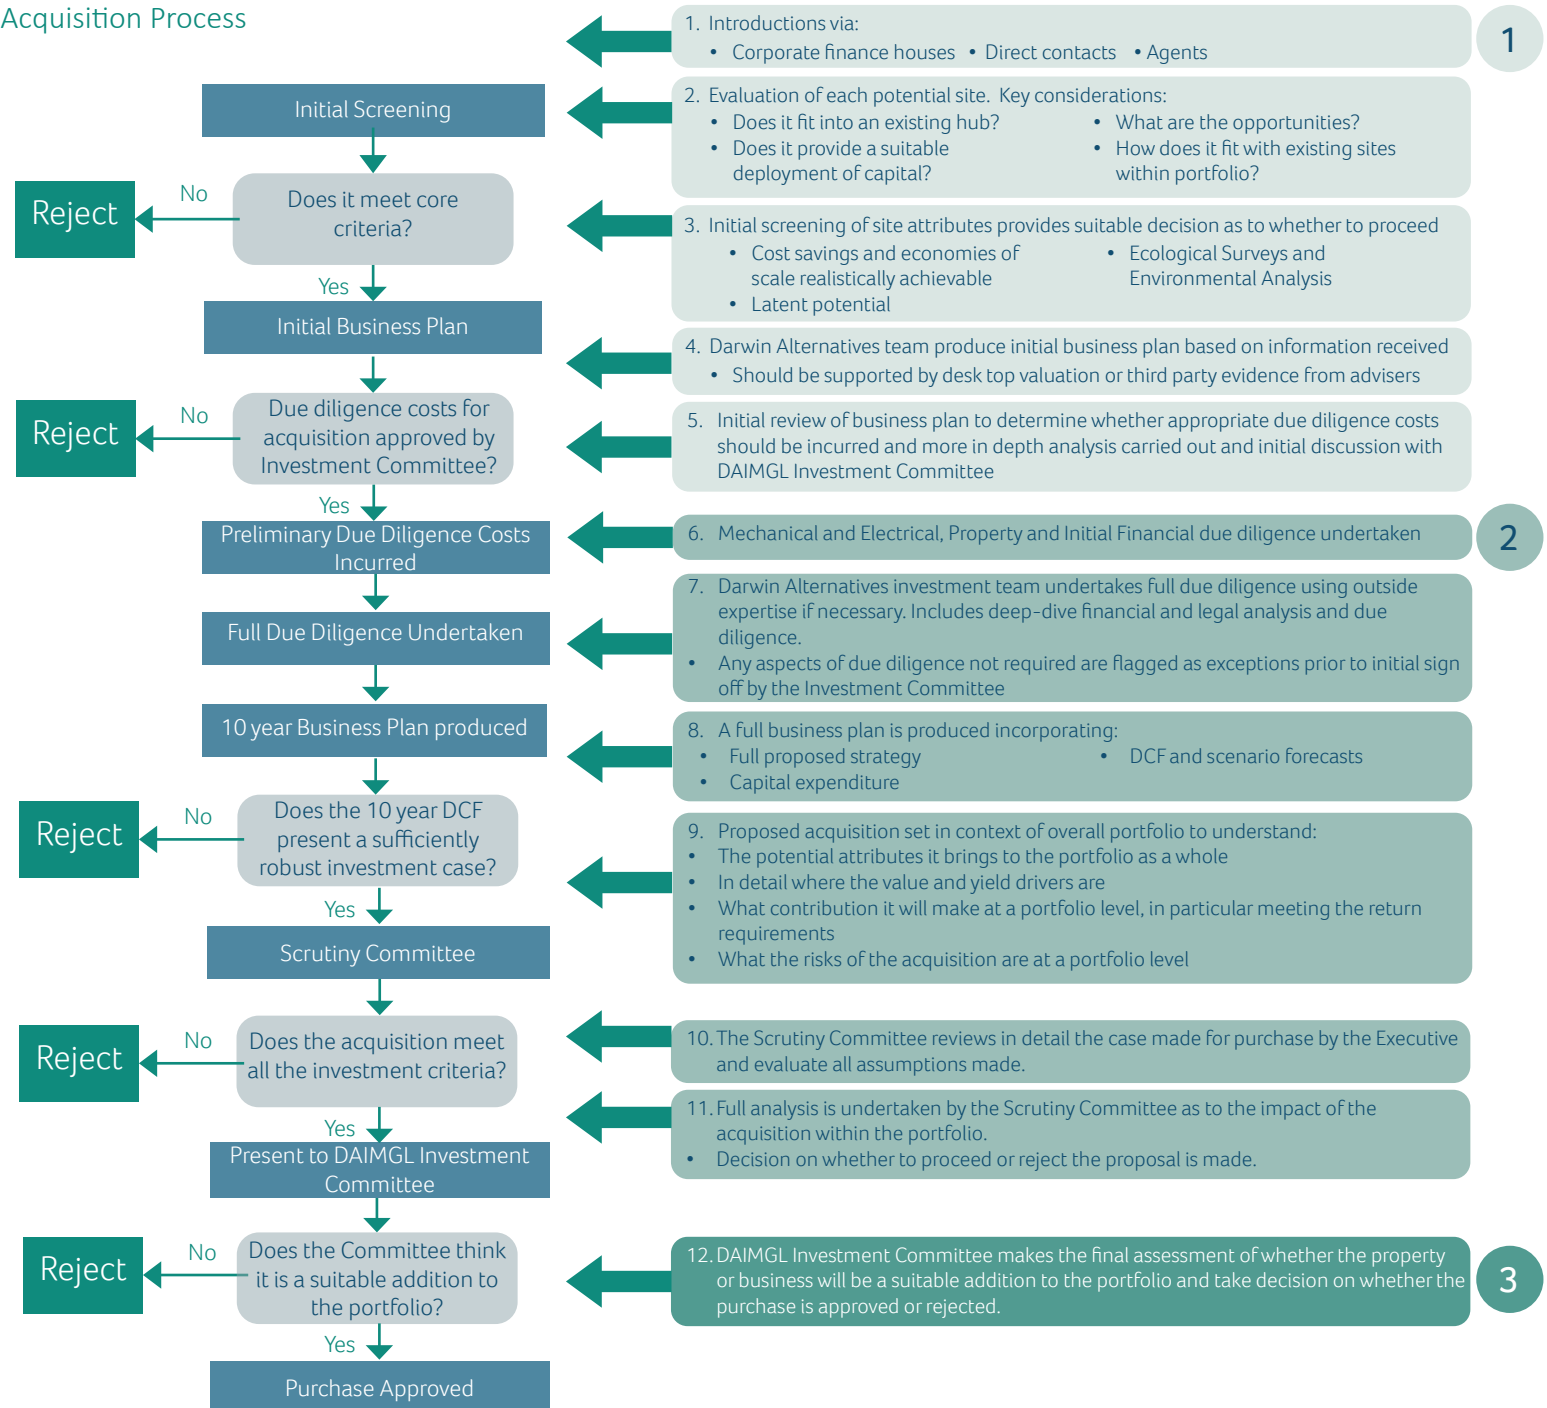 Acquisition Process
1. Introductions via:
• Corporate finance houses • Direct contacts • Agents
1
Initial Screening
2. Evaluation of each potential site. Key considerations:
• Does it fit into an existing hub?
• Does it provide a suitable
deployment of capital?
• What are the opportunities?
• How does it fit with existing sites
within portfolio?
Reject
No
Does it meet core
criteria?
Yes
3. Initial screening of site attributes provides suitable decision as to whether to proceed
• Cost savings and economies of
scale realistically achievable
• Latent potential
• Ecological Surveys and
Environmental Analysis
Initial Business Plan
4. Darwin Alternatives team produce initial business plan based on information received
• Should be supported by desk top valuation or third party evidence from advisers
Reject
No
Due diligence costs for
acquisition approved by
Investment Committee?
Yes
5. Initial review of business plan to determine whether appropriate due diligence costs
should be incurred and more in depth analysis carried out and initial discussion with
DAIMGL Investment Committee
Preliminary Due Diligence Costs
Incurred
6. Mechanical and Electrical, Property and Initial Financial due diligence undertaken
2
Full Due Diligence Undertaken
7. Darwin Alternatives investment team undertakes full due diligence using outside
expertise if necessary. Includes deep-dive financial and legal analysis and due
diligence.
• Any aspects of due diligence not required are flagged as exceptions prior to initial sign
off by the Investment Committee
10 year Business Plan produced
8. A full business plan is produced incorporating:
• Full proposed strategy
• Capital expenditure
• DCF and scenario forecasts
Reject
No
Does the 10 year DCF
present a sufficiently
robust investment case?
Yes
9. Proposed acquisition set in context of overall portfolio to understand:
• The potential attributes it brings to the portfolio as a whole
• In detail where the value and yield drivers are
• What contribution it will make at a portfolio level, in particular meeting the return
requirements
• What the risks of the acquisition are at a portfolio level
Scrutiny Committee
Reject
No
Does the acquisition meet
all the investment criteria?
Yes
10. The Scrutiny Committee reviews in detail the case made for purchase by the Executive
and evaluate all assumptions made.
11. Full analysis is undertaken by the Scrutiny Committee as to the impact of the
acquisition within the portfolio.
• Decision on whether to proceed or reject the proposal is made.
Present to DAIMGL Investment
Committee
Reject
No
Does the Committee think
it is a suitable addition to
the portfolio?
Yes
12. DAIMGL Investment Committee makes the final assessment of whether the property
or business will be a suitable addition to the portfolio and take decision on whether the
purchase is approved or rejected.
3
Purchase Approved